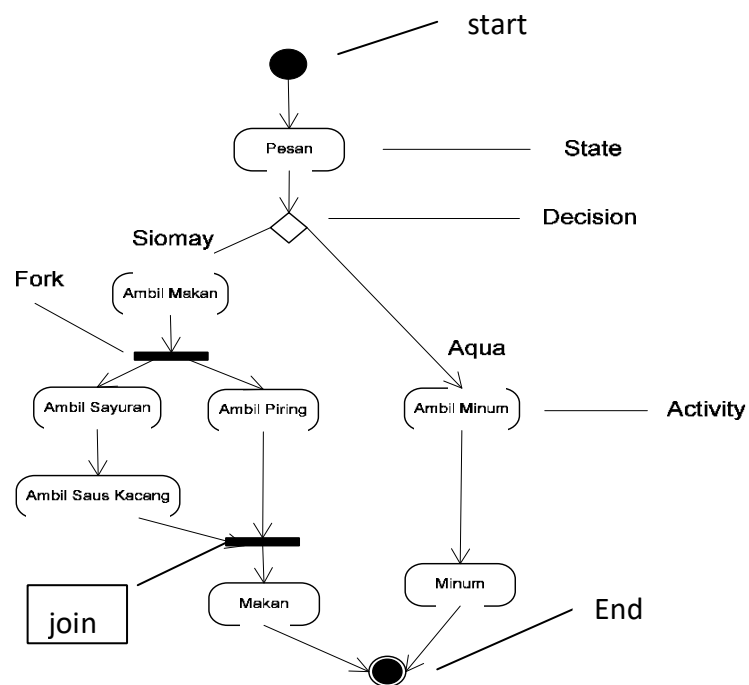 start
Pesan
State
Decision
Siomay
Fork
Ambil Makan
Aqua
Ambil Sayuran
Ambil Piring
Ambil Minum
Activity
Ambil Saus Kacang
join
Makan
Minum
End